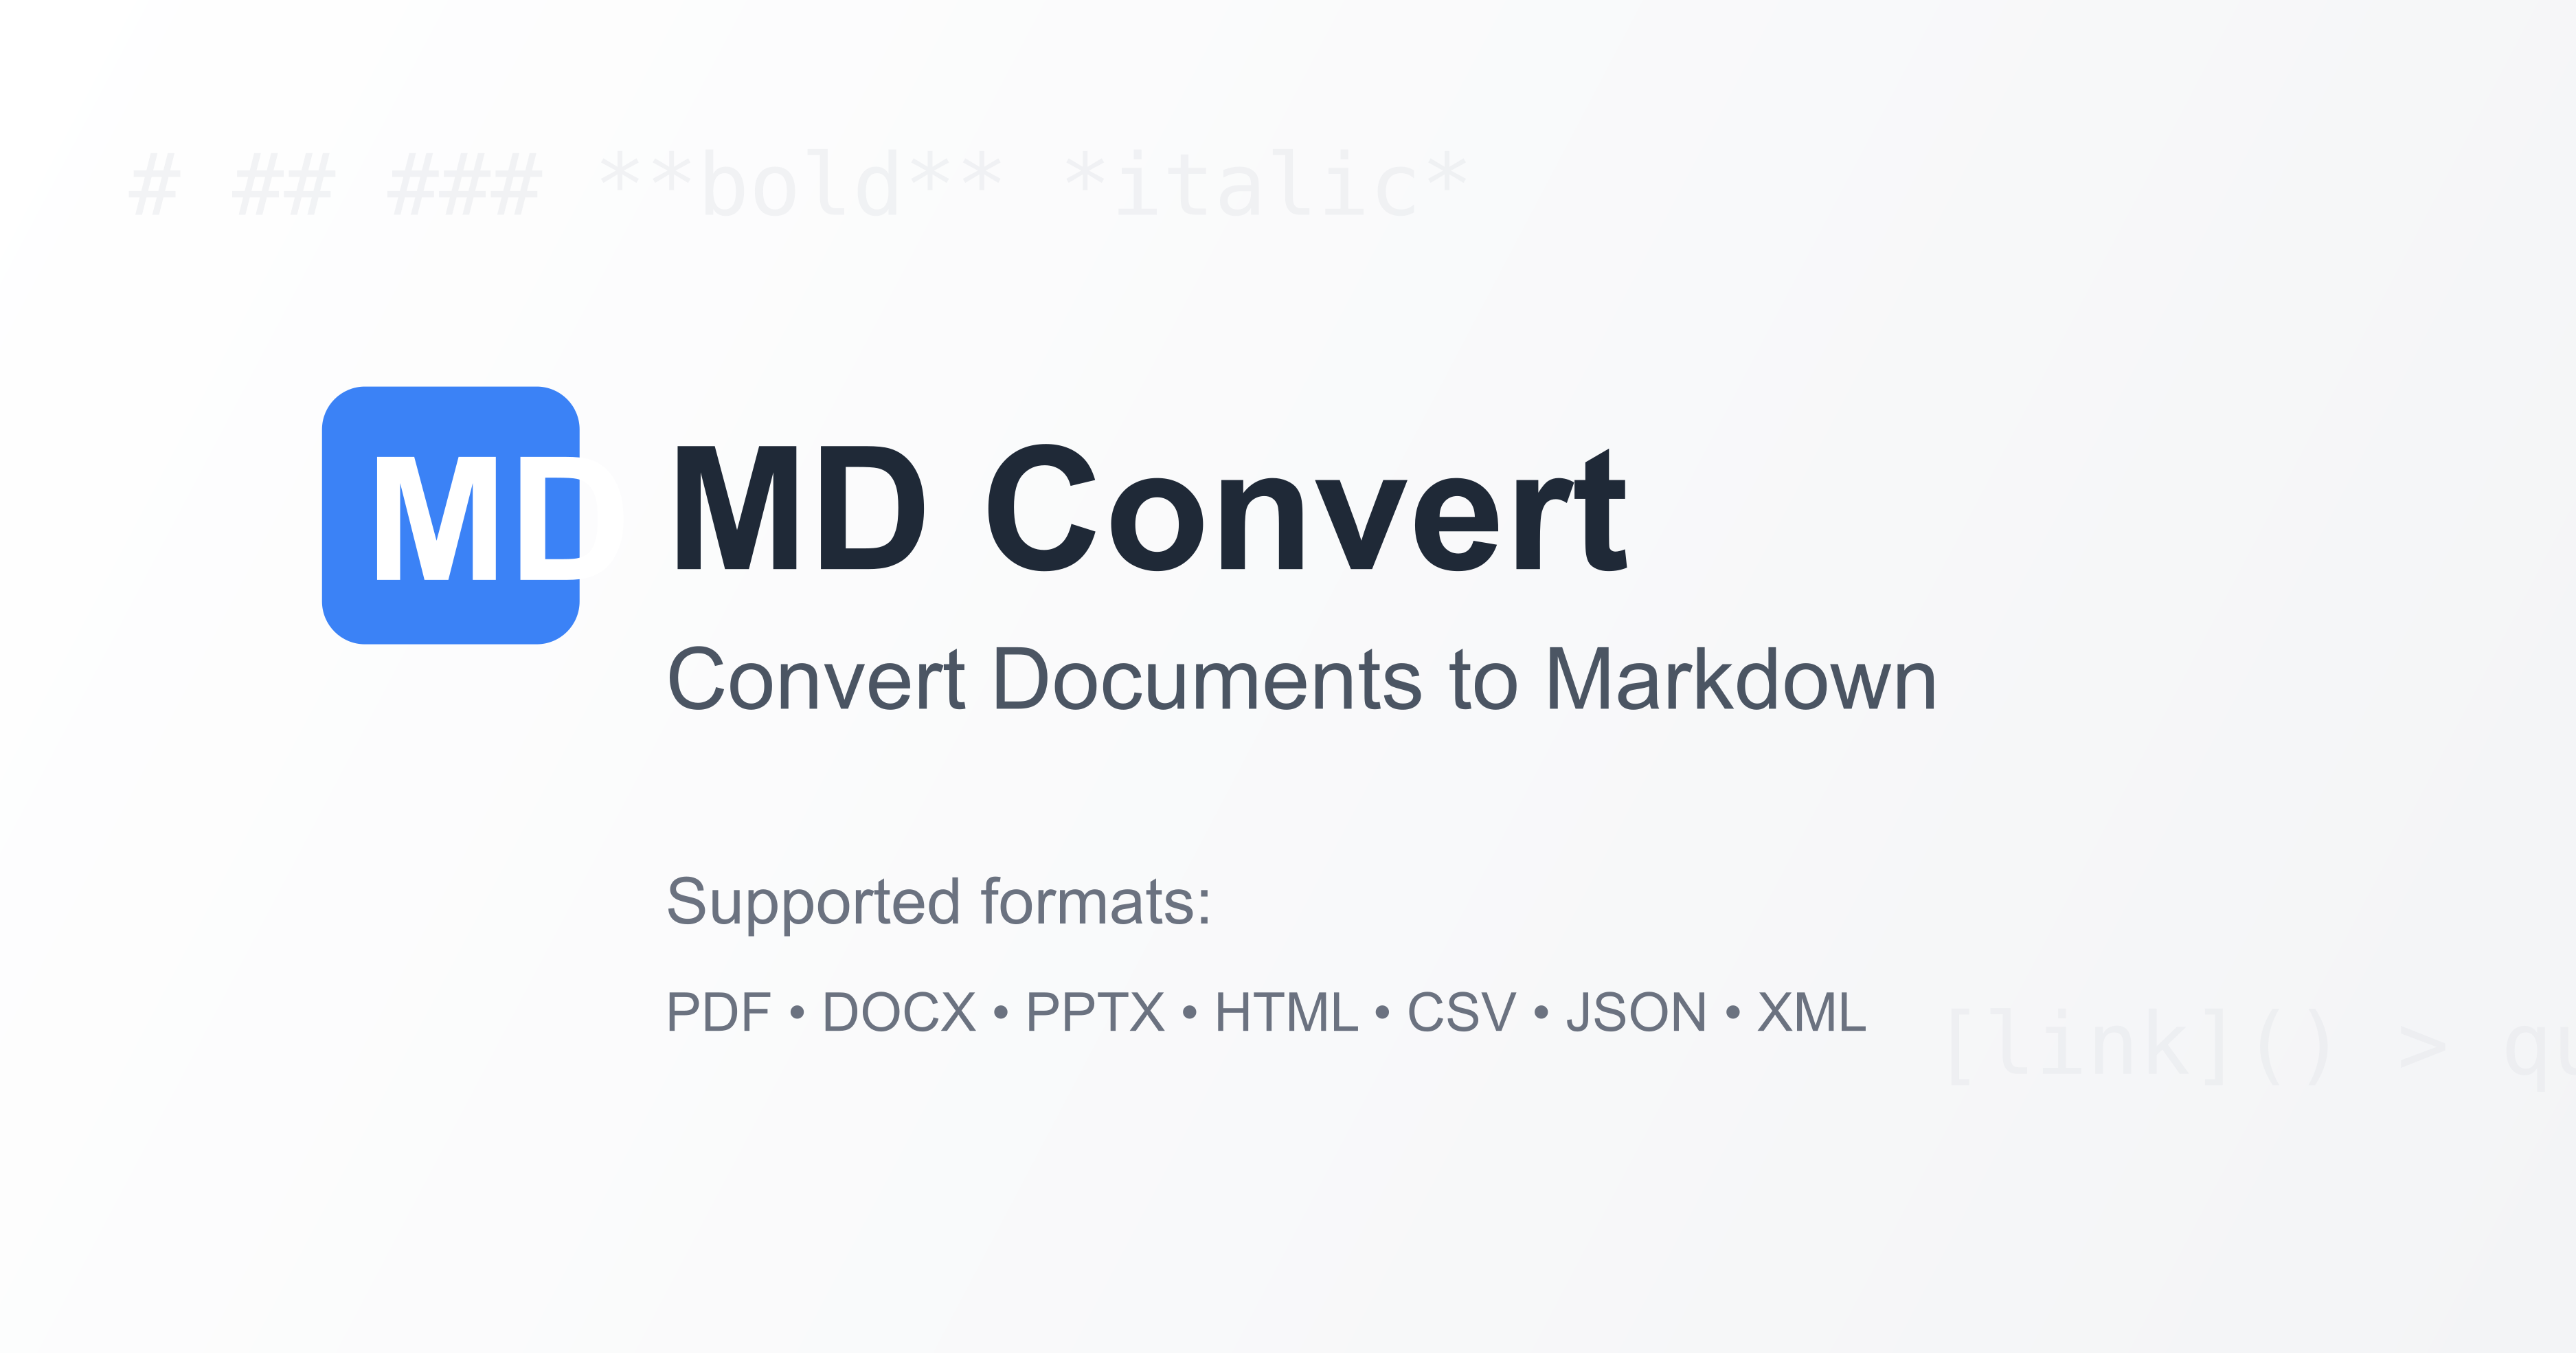 # ## ### **bold** *italic*
MD
MD Convert
Convert Documents to Markdown
Supported formats:
PDF • DOCX • PPTX • HTML • CSV • JSON • XML
[link]() >